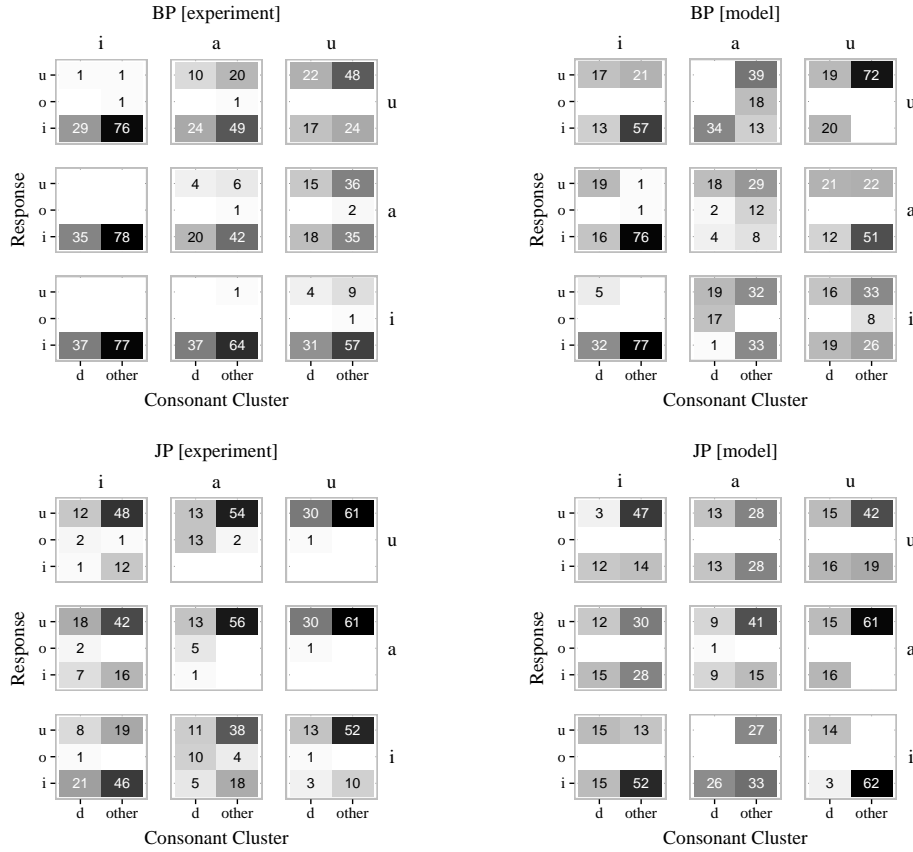 BP [experiment]
BP [model]
i a u
i a u
u 1 1 10 20 22 48 u
o 1 1
i 29 76 24 49 17 24
u 17 21 39 19 72 u
o 18
i 13 57 34 13 20
Response
u 4 6 15 36 a
o 1 2
i 35 78 20 42 18 35
Response
u 19 1 18 29 21 22 a
o 1 2 12
i 16 76 4 8 12 51
u 1 4 9 i
o 1
i 37 77 37 64 31 57
u 5 19 32 16 33 i
o 17 8
i 32 77 1 33 19 26
d other d other d other
d other d other d other
Consonant Cluster
Consonant Cluster
JP [experiment]
JP [model]
i a u
i a u
u 12 48 13 54 30 61 u
o 2 1 13 2 1
i 1 12
u 3 47 13 28 15 42 u
o
i 12 14 13 28 16 19
Response
u 18 42 13 56 30 61 a
o 2 5 1
i 7 16 1
Response
u 12 30 9 41 15 61 a
o 1
i 15 28 9 15 16
u 8 19 11 38 13 52 i
o 1 10 4 1
i 21 46 5 18 3 10
u 15 13 27 14 i
o
i 15 52 26 33 3 62
d other d other d other
d other d other d other
Consonant Cluster
Consonant Cluster